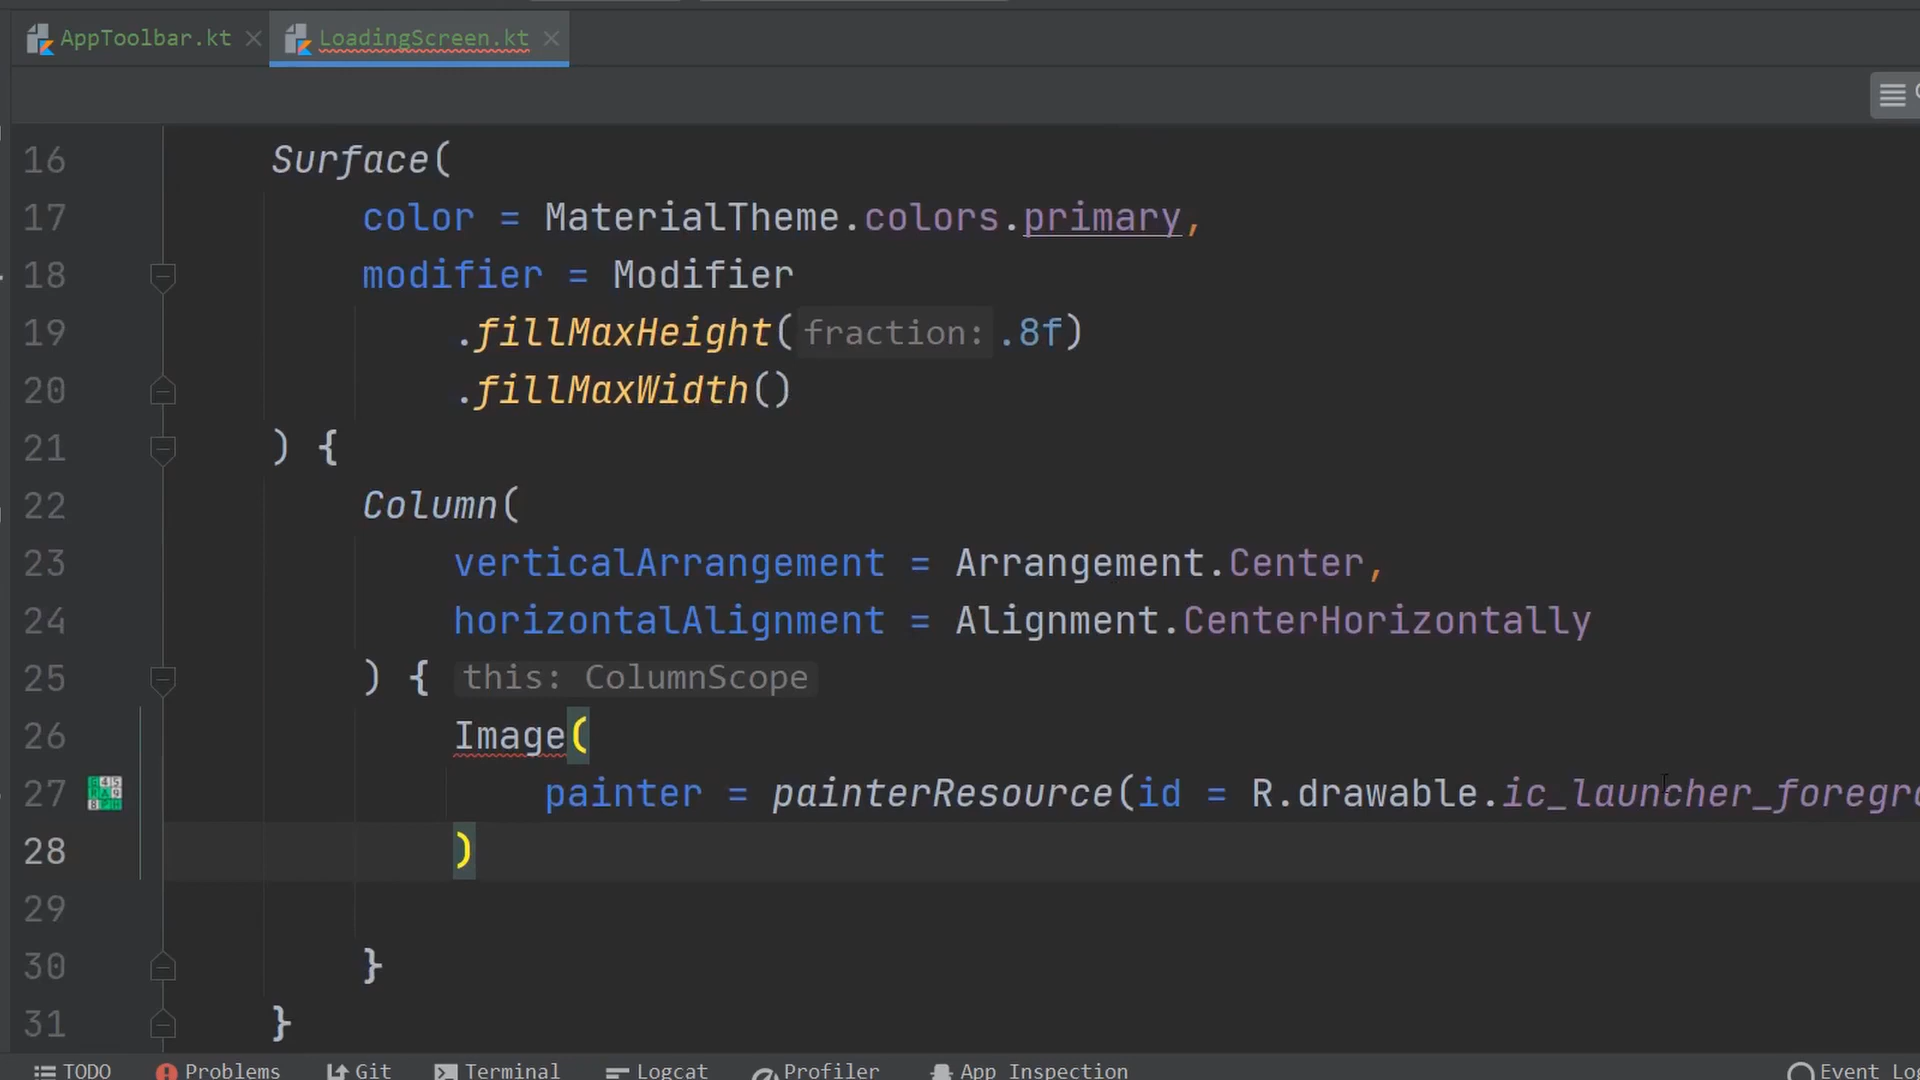 AppToolbar.kt
LoadingScreen.kt
16 Surface(
17 color = MaterialTheme.colors.primary,
18 modifier = Modifier
19 .fillMaxHeight( fraction: .8f)
20 .fillMaxWidth()
21 ) {
22 Column(
23 verticalArrangement = Arrangement.Center,
24 horizontalAlignment = Alignment.CenterHorizontally
25 ) { this: ColumnScope
26 Image(
27 painter = painterResource(id = R.drawable.ic_launcher_foregro
28 )
29
30 }
31 }
TODO Problems Git Terminal Logcat Profiler App Inspection Event Log